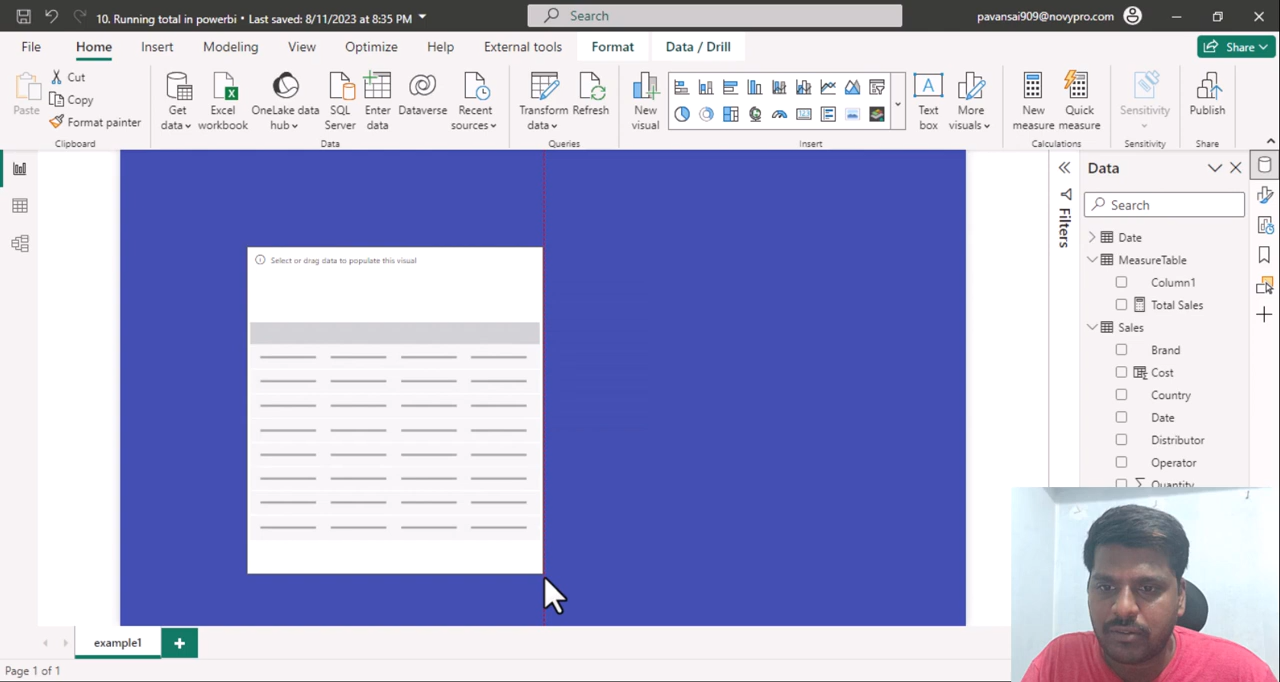 10. Running total in powerbi • Last saved: 8/11/2023 at 8:35 PM
Search
pavansai909@novypro.com
File Home Insert Modeling View Optimize Help External tools Format Data / Drill
Share
Paste
Cut
Copy
Format painter
Clipboard
Get data
Excel workbook
OneLake data hub
SQL Server
Enter data
Dataverse
Recent sources
Data
Transform data
Refresh
Queries
New visual
Text box
More visuals
Insert
New measure
Quick measure
Calculations
Sensitivity
Sensitivity
Publish
Share
Select or drag data to populate this visual
Filters
Data
Search
Date
MeasureTable
Column1
Total Sales
Sales
Brand
Cost
Country
Date
Distributor
Operator
Quantity
example1
Page 1 of 1